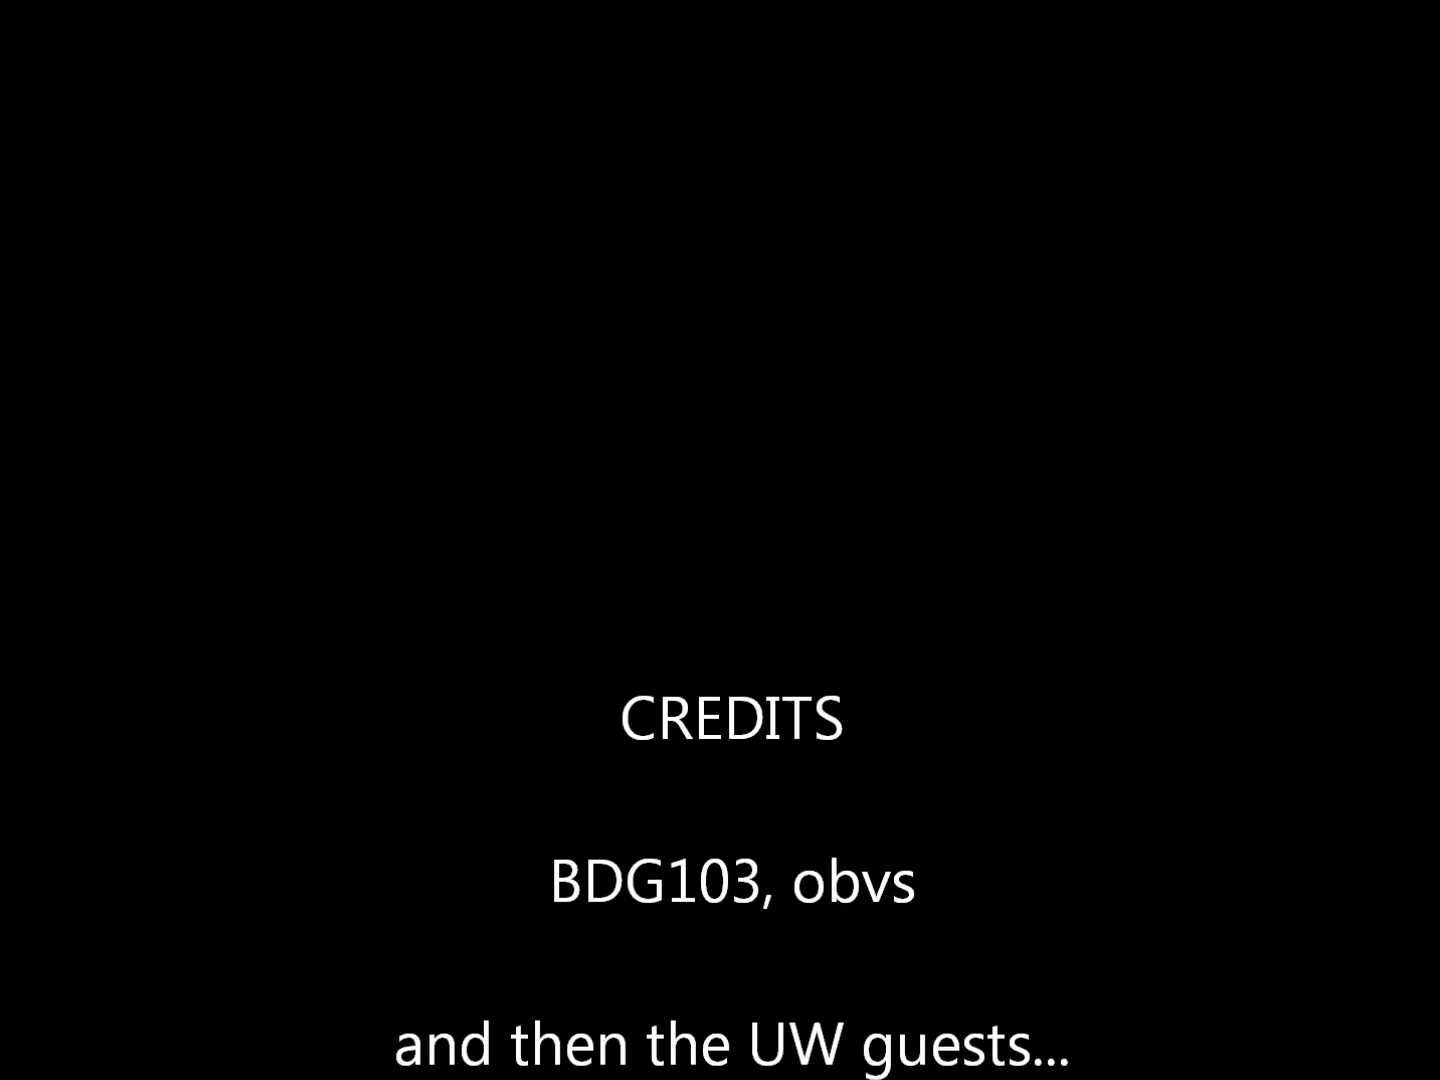 CREDITS
BDG103, obvs
and then the UW guests...